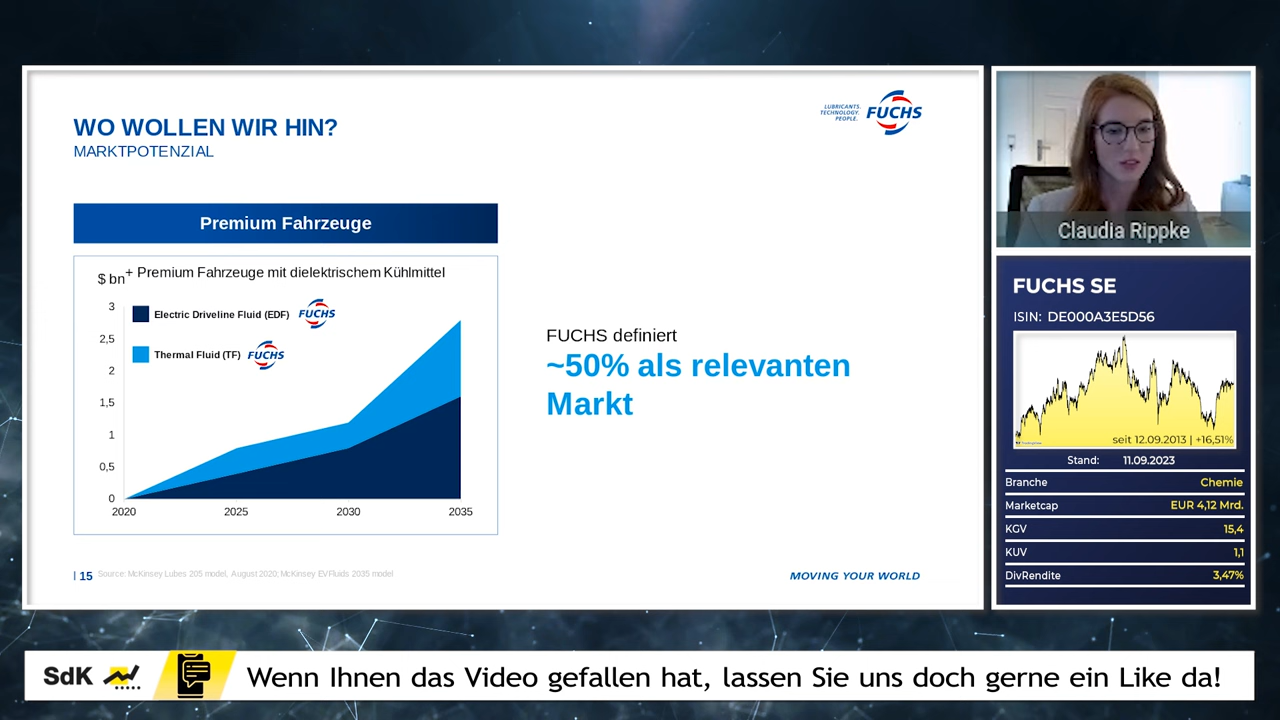 WO WOLLEN WIR HIN?
MARKTPOTENZIAL
LUBRICANTS.
TECHNOLOGY.
PEOPLE.
FUCHS
Premium Fahrzeuge
$ bn
+ Premium Fahrzeuge mit dielektrischem Kühlmittel
3
2,5
2
1,5
1
0,5
0
Electric Driveline Fluid (EDF)
FUCHS
Thermal Fluid (TF)
FUCHS
2020 2025 2030 2035
FUCHS definiert
~50% als relevanten
Markt
| 15
Source: McKinsey Lubes 205 model, August 2020; McKinsey EVFluids 2035 model
MOVING YOUR WORLD
Claudia Rippke
FUCHS SE
ISIN: DE000A3E5D56
seit 12.09.2013 | +16,51%
Stand: 11.09.2023
Branche Chemie
Marketcap EUR 4,12 Mrd.
KGV 15,4
KUV 1,1
DivRendite 3,47%
SdK
Wenn Ihnen das Video gefallen hat, lassen Sie uns doch gerne ein Like da!